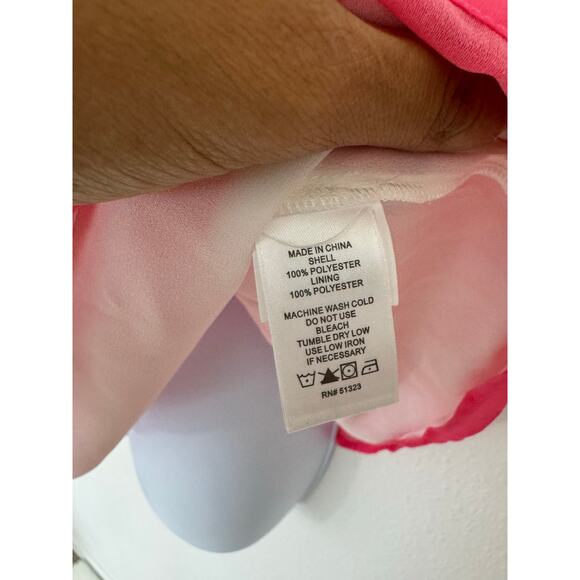 MADE IN CHINA
SHELL
100% POLYESTER
LINING
100% POLYESTER
MACHINE WASH COLD
DO NOT USE
BLEACH
TUMBLE DRY LOW
USE LOW IRON
IF NECESSARY
RN# 51323